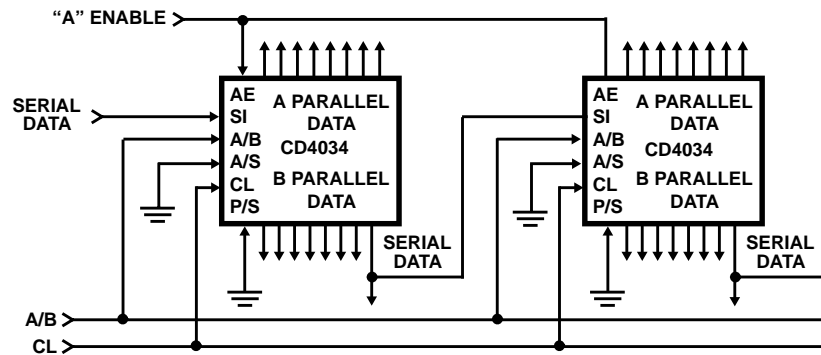 “A” ENABLE
SERIAL
DATA
AE
SI
A/B
A/S
CL
P/S
A PARALLEL
DATA
CD4034
B PARALLEL
DATA
SERIAL
DATA
AE
SI
A/B
A/S
CL
P/S
A PARALLEL
DATA
CD4034
B PARALLEL
DATA
SERIAL
DATA
A/B
CL